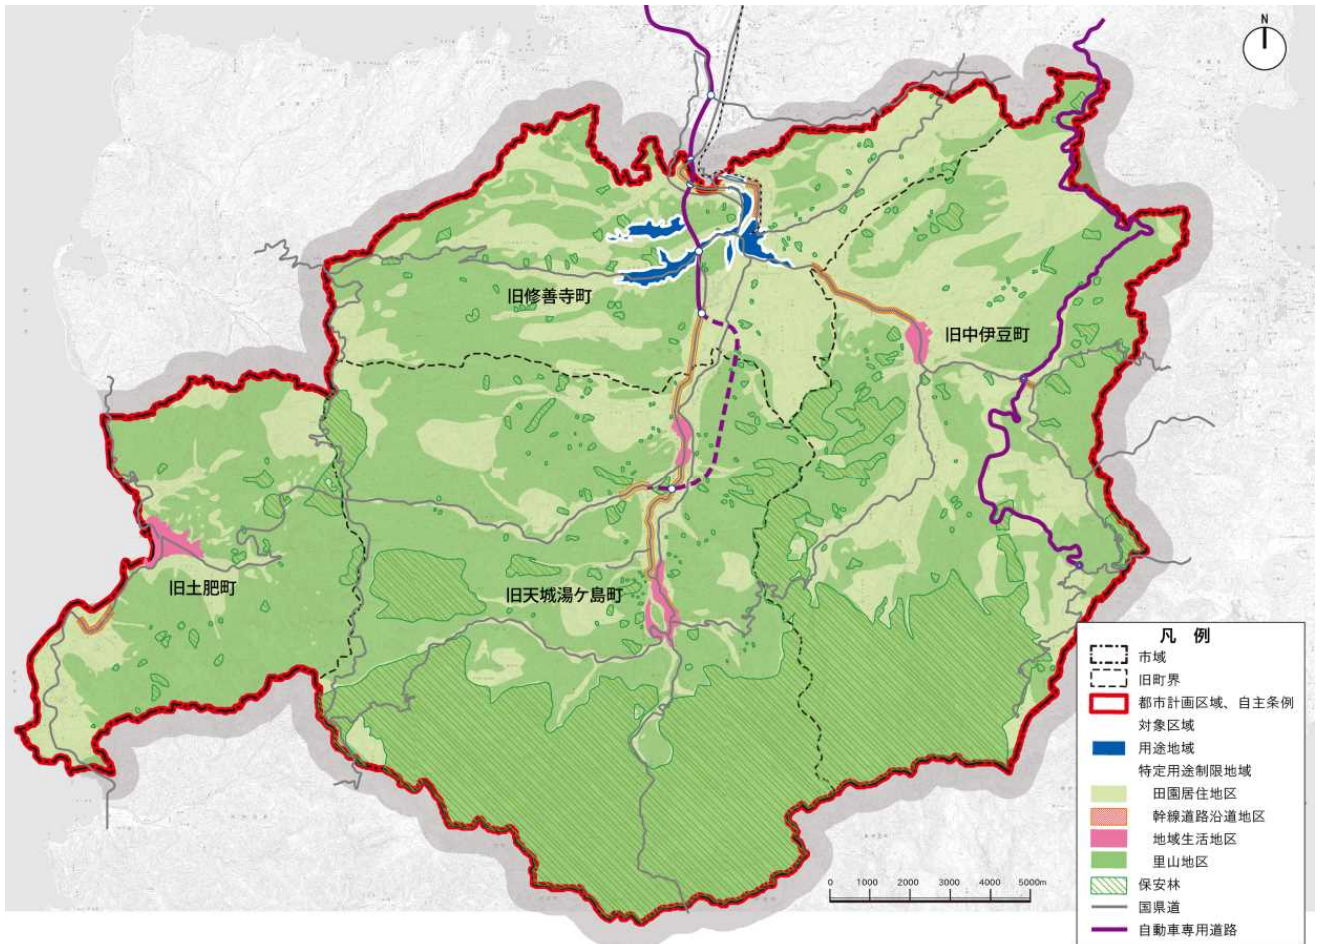 N
旧修善寺町
旧中伊豆町
旧土肥町
旧天城湯ケ島町
凡 例
市域
旧町界
都市計画区域、自主条例
対象区域
用途地域
特定用途制限地域
田園居住地区
幹線道路沿道地区
地域生活地区
里山地区
保安林
国県道
自動車専用道路
0 1000 2000 3000 4000 5000m